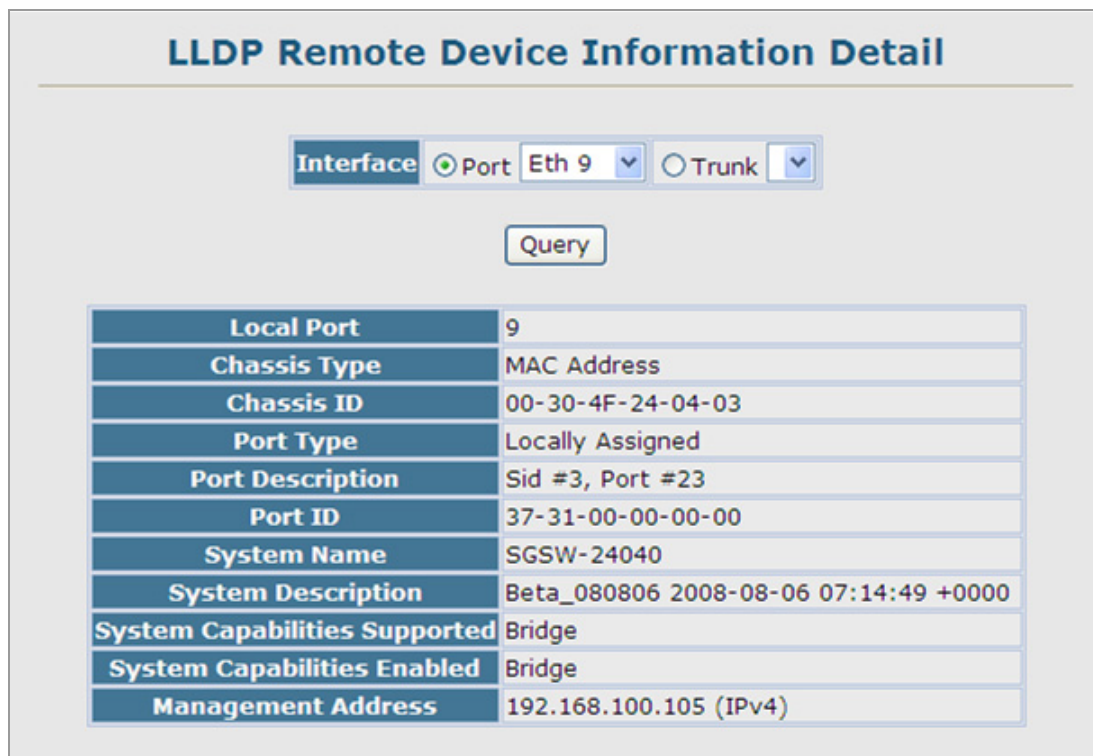 LLDP Remote Device Information Detail
Interface Port Eth 9 Trunk
Query
Local Port 9
Chassis Type MAC Address
Chassis ID 00-30-4F-24-04-03
Port Type Locally Assigned
Port Description Sid #3, Port #23
Port ID 37-31-00-00-00-00
System Name SGSW-24040
System Description Beta_080806 2008-08-06 07:14:49 +0000
System Capabilities Supported Bridge
System Capabilities Enabled Bridge
Management Address 192.168.100.105 (IPv4)